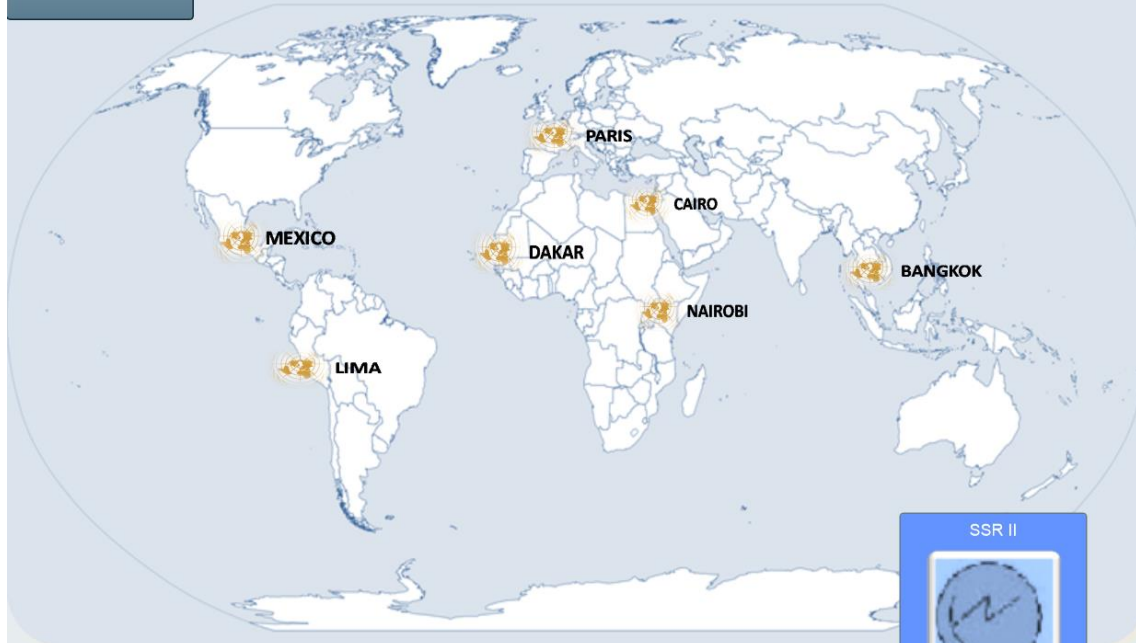 PARIS
CAIRO
MEXICO
DAKAR
BANGKOK
NAIROBI
LIMA
SSR II